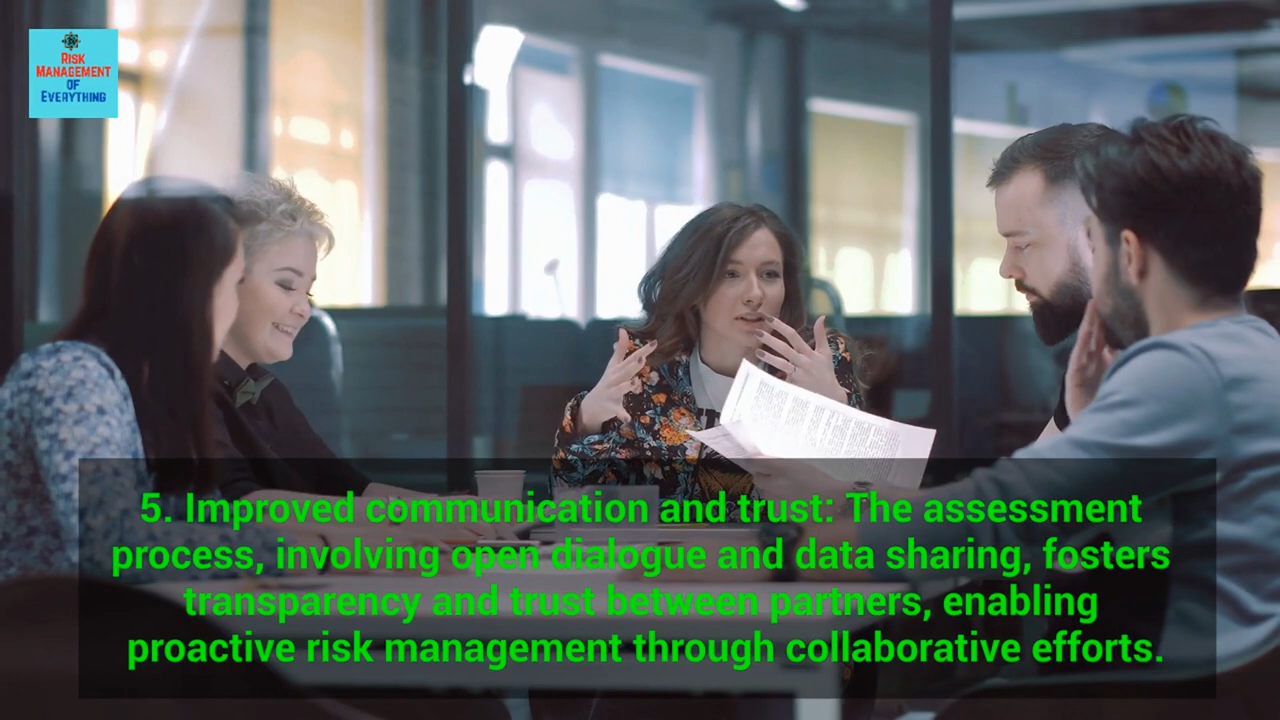 Risk
Management
of
Everything
5. Improved communication and trust: The assessment
process, involving open dialogue and data sharing, fosters
transparency and trust between partners, enabling
proactive risk management through collaborative efforts.